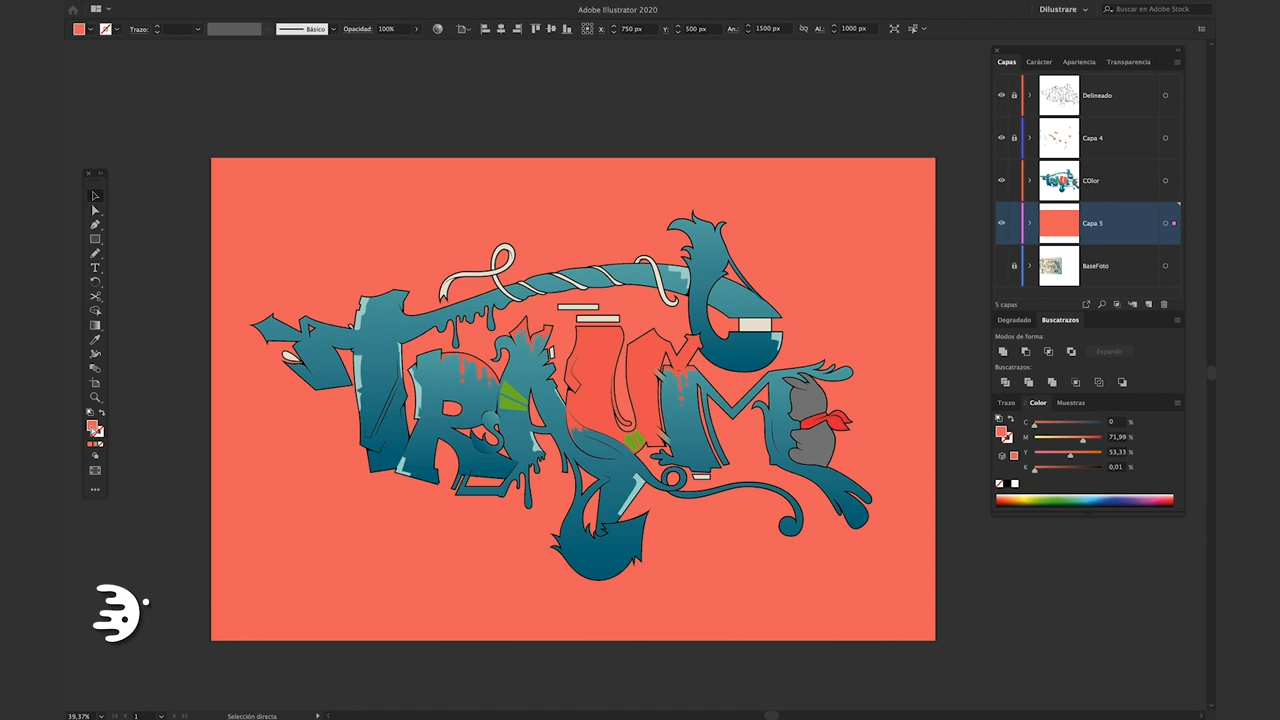 Adobe Illustrator 2020
Dilustrare
Buscar en Adobe Stock
Trazo:
Básico
Opacidad: 100%
X: 750 px
Y: 500 px
An.: 1500 px
Al.: 1000 px
Capas Carácter Apariencia Transparencia
Delineado
Capa 4
COlor
Capa 5
BaseFoto
5 capas
Degradado Buscatrazos
Modos de forma:
Expandir
Buscatrazos:
Trazo Color Muestras
C 0 %
M 71,99 %
Y 53,33 %
K 0,01 %
T
TRAUM
39,37% 1 Selección directa